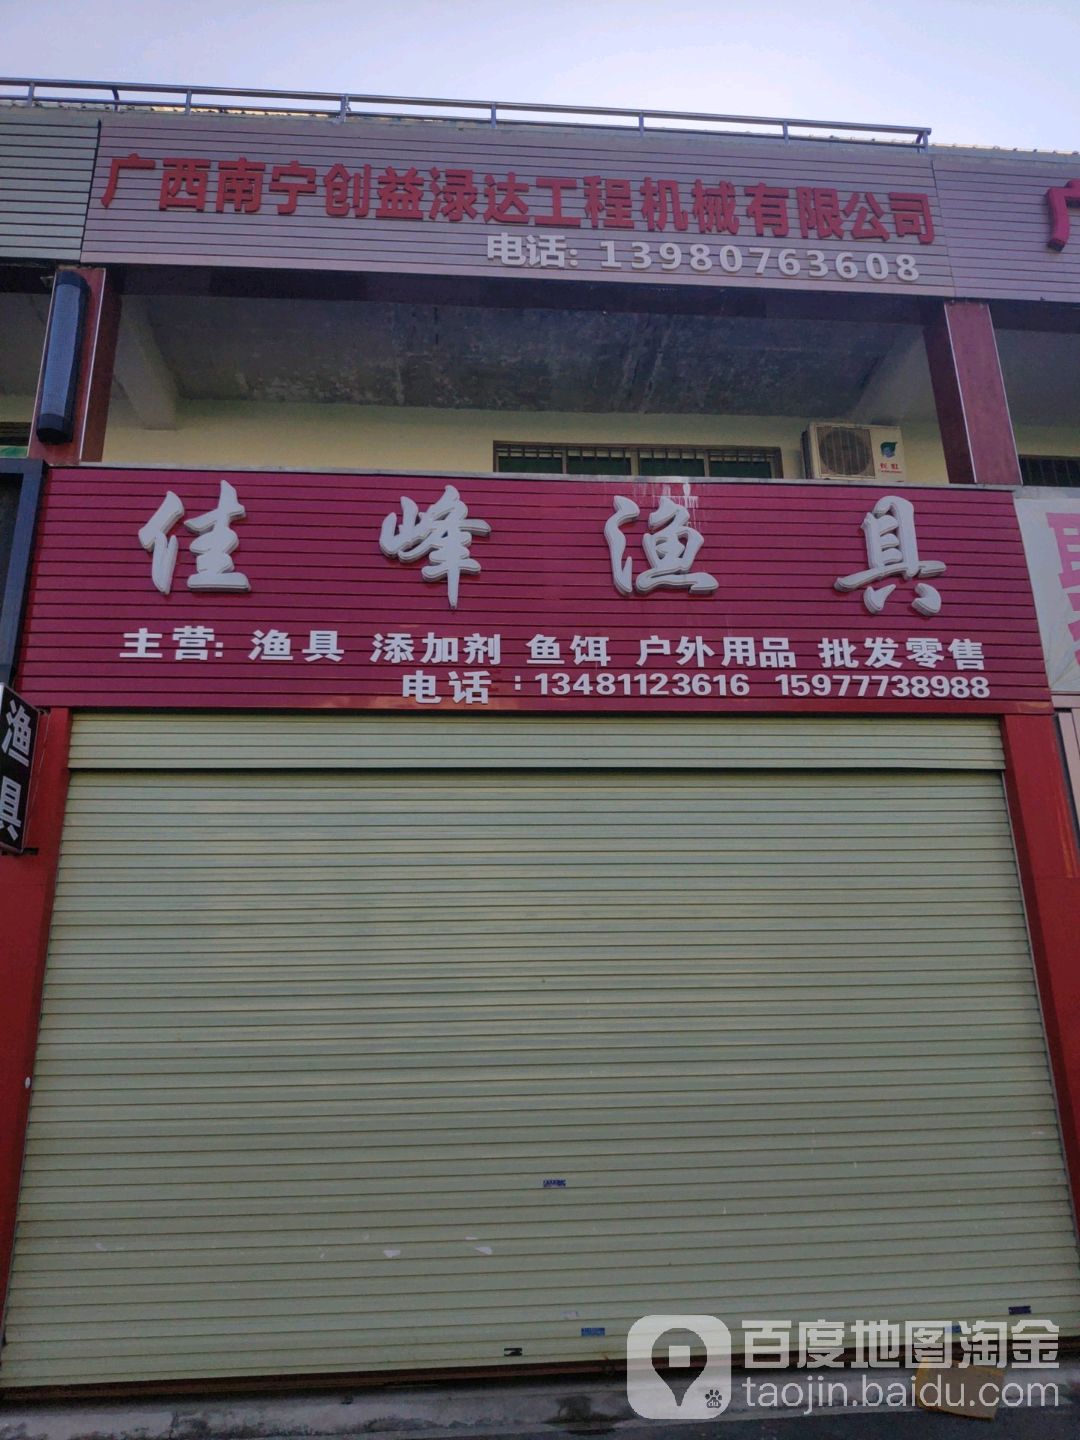 广西南宁创益渌达工程机械有限公司
电话: 13980763608
广
佳峰渔具
主营: 渔具 添加剂 鱼饵 户外用品 批发零售
电话:13481123616 15977738988
渔具
百度地图淘金
taojin.baidu.com